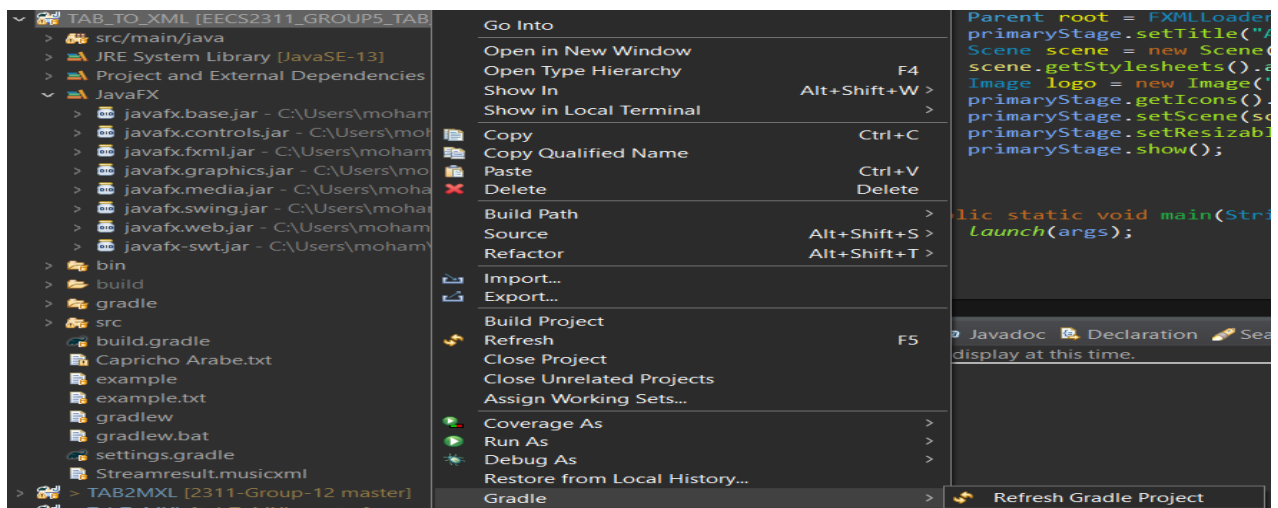 TAB_TO_XML [EECS2311_GROUP5_TAB
src/main/java
JRE System Library [JavaSE-13]
Project and External Dependencies
JavaFX
javafx.base.jar - C:\Users\moham
javafx.controls.jar - C:\Users\moh
javafx.fxml.jar - C:\Users\moham
javafx.graphics.jar - C:\Users\mo
javafx.media.jar - C:\Users\moha
javafx.swing.jar - C:\Users\mohar
javafx.web.jar - C:\Users\moham
javafx-swt.jar - C:\Users\moham\
bin
build
gradle
src
build.gradle
Capricho Arabe.txt
example
example.txt
gradlew
gradlew.bat
settings.gradle
Streamresult.musicxml
> TAB2MXL [2311-Group-12 master]
Go Into
Open in New Window
Open Type Hierarchy F4
Show In Alt+Shift+W >
Show in Local Terminal >
Copy Ctrl+C
Copy Qualified Name
Paste Ctrl+V
Delete Delete
Build Path >
Source Alt+Shift+S >
Refactor Alt+Shift+T >
Import...
Export...
Build Project
Refresh F5
Close Project
Close Unrelated Projects
Assign Working Sets...
Coverage As >
Run As >
Debug As >
Restore from Local History...
Gradle >
Refresh Gradle Project
Parent root = FXMLLoader
primaryStage.setTitle("A
Scene scene = new Scene(
scene.getStylesheets().a
Image logo = new Image("
primaryStage.getIcons().
primaryStage.setScene(sc
primaryStage.setResizabl
primaryStage.show();
lic static void main(Stri
launch(args);
Javadoc Declaration Sea
display at this time.